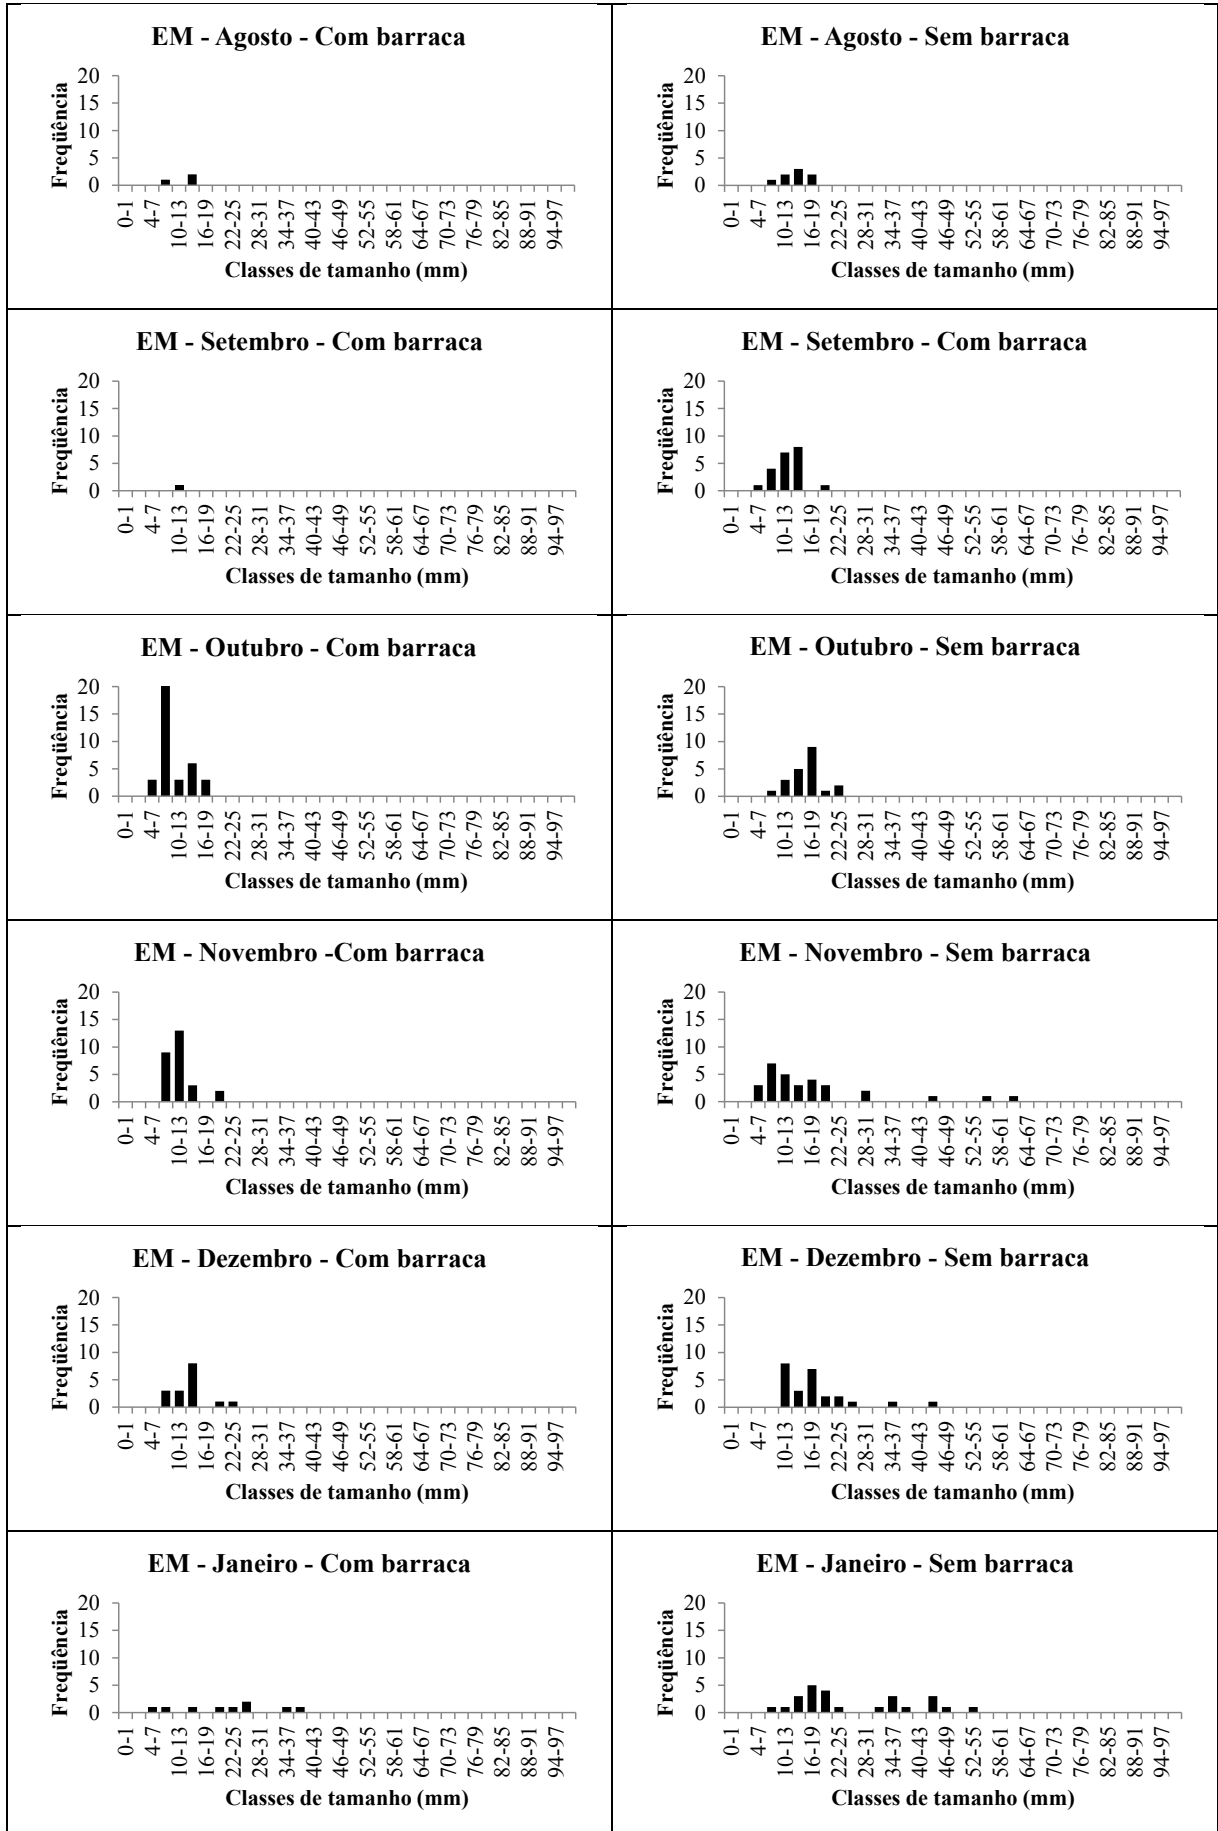 EM - Agosto - Com barraca
Freqüência
20
15
10
5
0
0-1 4-7 10-13 16-19 22-25 28-31 34-37 40-43 46-49 52-55 58-61 64-67 70-73 76-79 82-85 88-91 94-97
Classes de tamanho (mm)
EM - Agosto - Sem barraca
Freqüência
20
15
10
5
0
0-1 4-7 10-13 16-19 22-25 28-31 34-37 40-43 46-49 52-55 58-61 64-67 70-73 76-79 82-85 88-91 94-97
Classes de tamanho (mm)
EM - Setembro - Com barraca
Freqüência
20
15
10
5
0
0-1 4-7 10-13 16-19 22-25 28-31 34-37 40-43 46-49 52-55 58-61 64-67 70-73 76-79 82-85 88-91 94-97
Classes de tamanho (mm)
EM - Setembro - Com barraca
Freqüência
20
15
10
5
0
0-1 4-7 10-13 16-19 22-25 28-31 34-37 40-43 46-49 52-55 58-61 64-67 70-73 76-79 82-85 88-91 94-97
Classes de tamanho (mm)
EM - Outubro - Com barraca
Freqüência
20
15
10
5
0
0-1 4-7 10-13 16-19 22-25 28-31 34-37 40-43 46-49 52-55 58-61 64-67 70-73 76-79 82-85 88-91 94-97
Classes de tamanho (mm)
EM - Outubro - Sem barraca
Freqüência
20
15
10
5
0
0-1 4-7 10-13 16-19 22-25 28-31 34-37 40-43 46-49 52-55 58-61 64-67 70-73 76-79 82-85 88-91 94-97
Classes de tamanho (mm)
EM - Novembro -Com barraca
Freqüência
20
15
10
5
0
0-1 4-7 10-13 16-19 22-25 28-31 34-37 40-43 46-49 52-55 58-61 64-67 70-73 76-79 82-85 88-91 94-97
Classes de tamanho (mm)
EM - Novembro - Sem barraca
Freqüência
20
15
10
5
0
0-1 4-7 10-13 16-19 22-25 28-31 34-37 40-43 46-49 52-55 58-61 64-67 70-73 76-79 82-85 88-91 94-97
Classes de tamanho (mm)
EM - Dezembro - Com barraca
Freqüência
20
15
10
5
0
0-1 4-7 10-13 16-19 22-25 28-31 34-37 40-43 46-49 52-55 58-61 64-67 70-73 76-79 82-85 88-91 94-97
Classes de tamanho (mm)
EM - Dezembro - Sem barraca
Freqüência
20
15
10
5
0
0-1 4-7 10-13 16-19 22-25 28-31 34-37 40-43 46-49 52-55 58-61 64-67 70-73 76-79 82-85 88-91 94-97
Classes de tamanho (mm)
EM - Janeiro - Com barraca
Freqüência
20
15
10
5
0
0-1 4-7 10-13 16-19 22-25 28-31 34-37 40-43 46-49 52-55 58-61 64-67 70-73 76-79 82-85 88-91 94-97
Classes de tamanho (mm)
EM - Janeiro - Sem barraca
Freqüência
20
15
10
5
0
0-1 4-7 10-13 16-19 22-25 28-31 34-37 40-43 46-49 52-55 58-61 64-67 70-73 76-79 82-85 88-91 94-97
Classes de tamanho (mm)